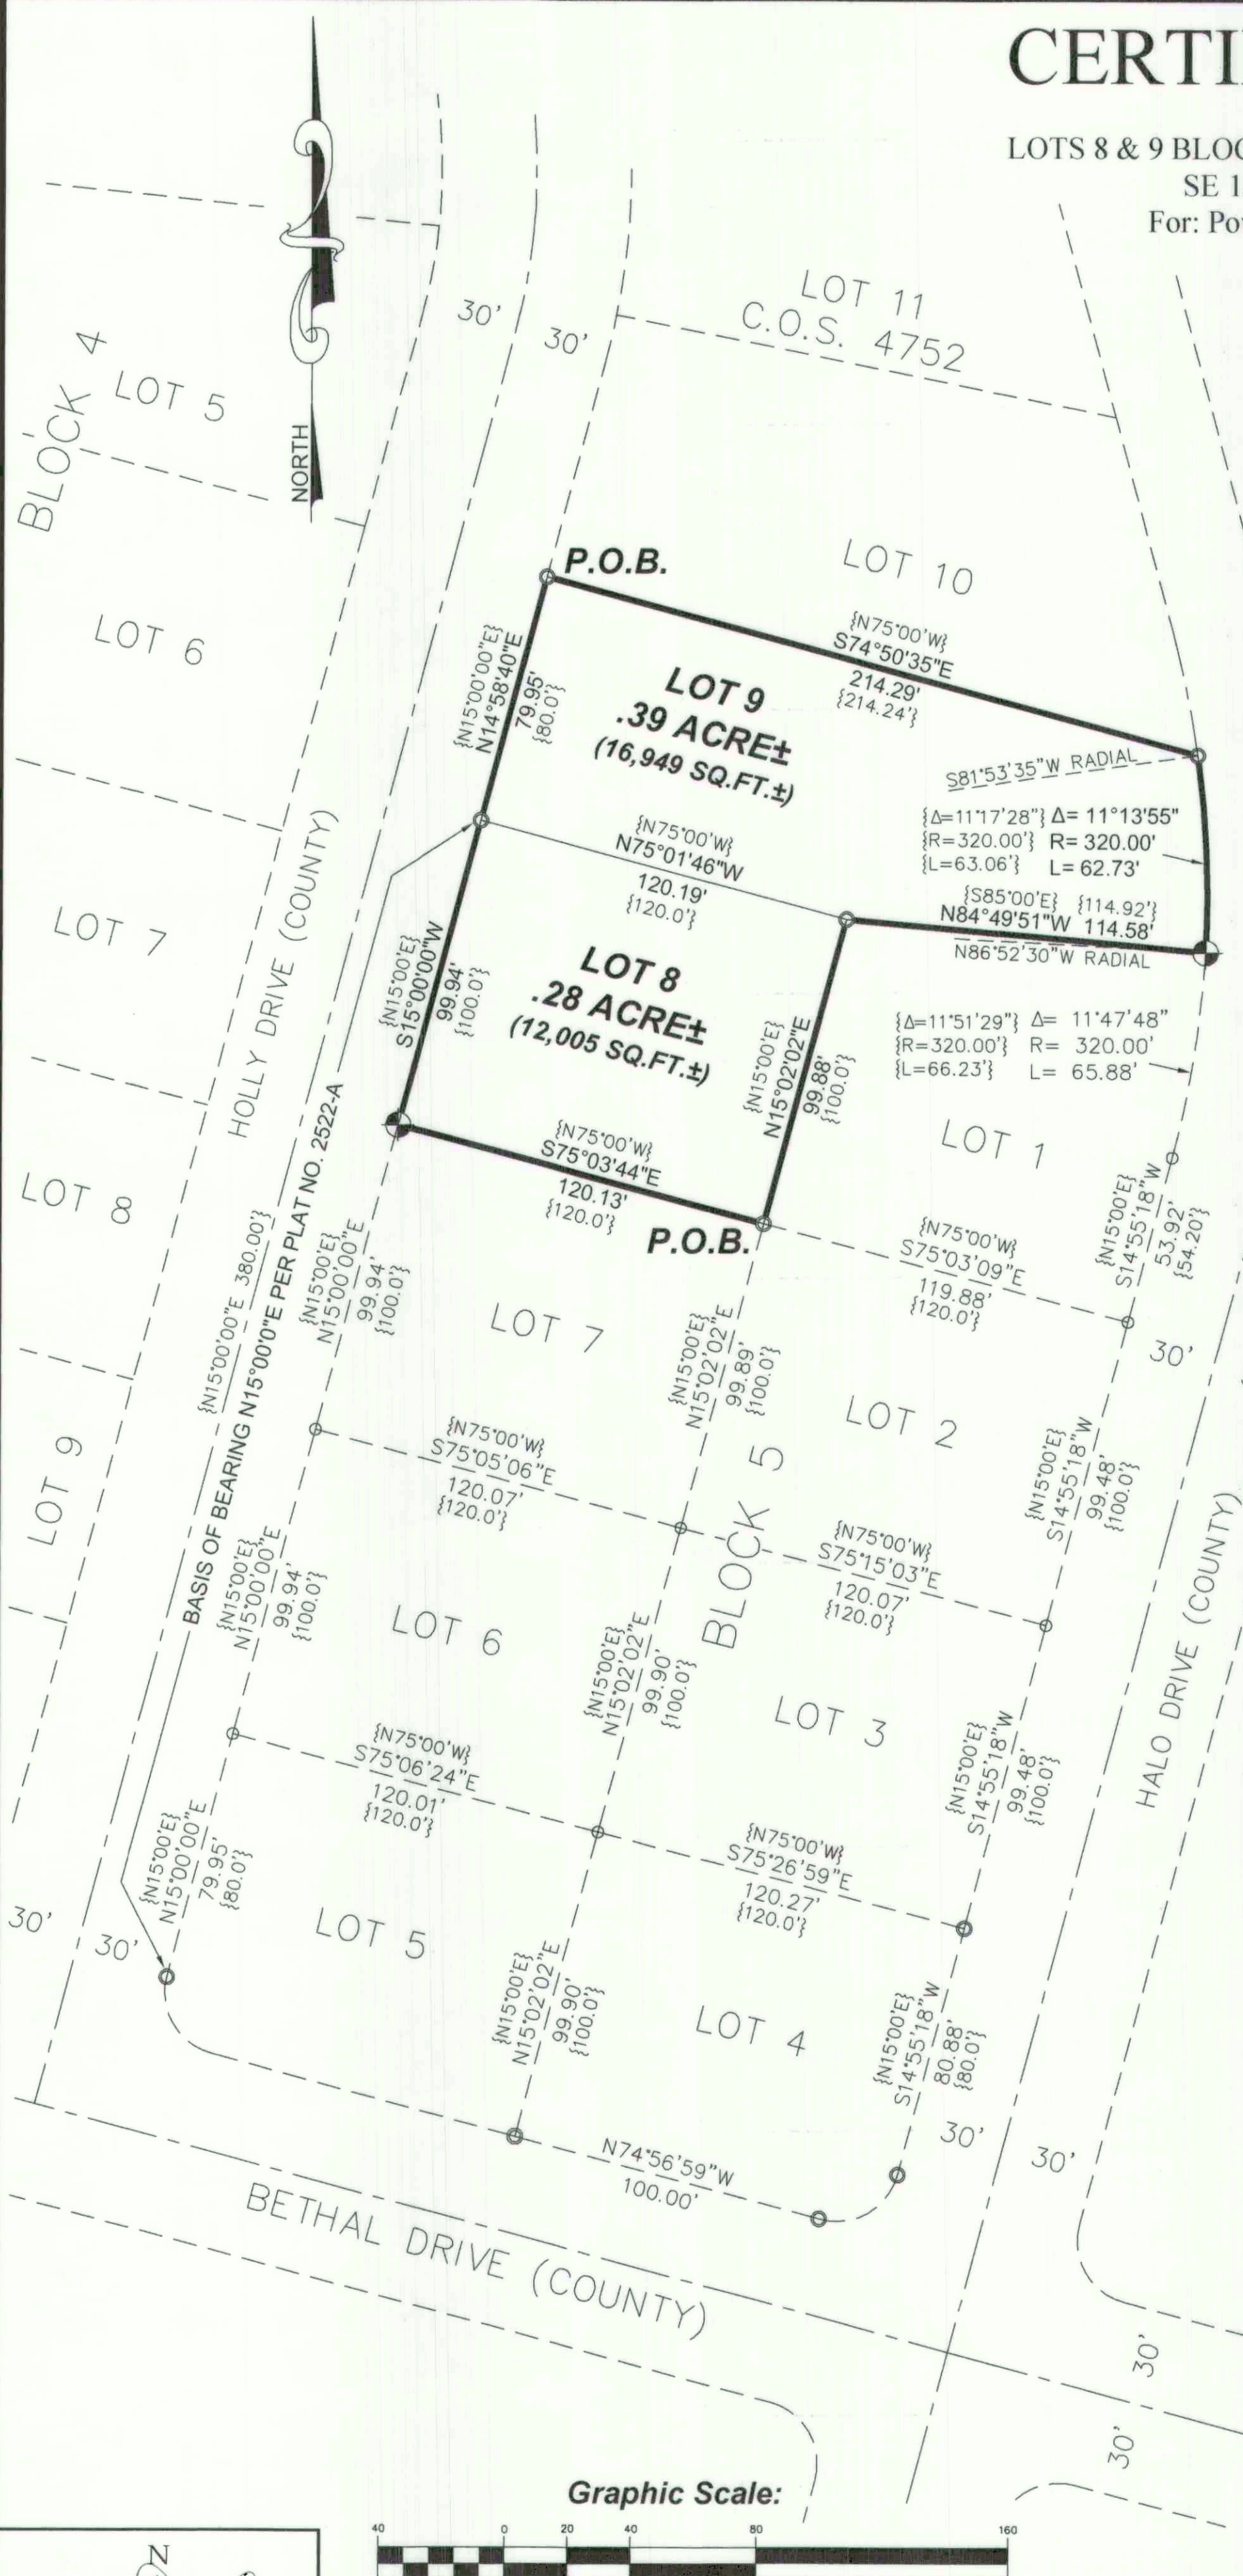 CERTI
LOTS 8 & 9 BLOC
SE 1
For: Po
NORTH
BLOCK 4
LOT 5
LOT 6
LOT 7
LOT 8
LOT 9
30'
30'
LOT 11
C.O.S. 4752
LOT 10
P.O.B.
{N75°00'W}
S74°50'35"E
214.29'
{214.24'}
{N15°00'00"E}
N14°58'40"E
79.95'
{80.0'}
LOT 9
.39 ACRE±
(16,949 SQ.FT.±)
S81°53'35"W RADIAL
{Δ=11°17'28"} Δ= 11°13'55"
{R=320.00'} R= 320.00'
{L=63.06'} L= 62.73'
{N75°00'W}
N75°01'46"W
120.19'
{120.0'}
{S85°00'E} {114.92'}
N84°49'51"W 114.58'
N86°52'30"W RADIAL
{N15°00'E}
S15°00'00"W
99.94'
{100.0'}
LOT 8
.28 ACRE±
(12,005 SQ.FT.±)
{N15°00'E}
N15°02'02"E
99.88'
{100.0'}
{Δ=11°51'29"} Δ= 11°47'48"
{R=320.00'} R= 320.00'
{L=66.23'} L= 65.88'
LOT 1
{N75°00'W}
S75°03'44"E
120.13'
{120.0'}
P.O.B.
{N15°00'E}
S14°55'18"W
53.92'
{54.20'}
{N75°00'W}
S75°03'09"E
119.88'
{120.0'}
30'
HOLLY DRIVE (COUNTY)
{N15°00'00"E 380.00'}
BASIS OF BEARING N15°00'0"E PER PLAT NO. 2522-A
{N15°00'E}
N15°00'00"E
99.94'
{100.0'}
LOT 7
{N15°00'E}
N15°02'02"E
99.89'
{100.0'}
LOT 2
{N15°00'E}
S14°55'18"W
99.48'
{100.0'}
{N75°00'W}
S75°05'06"E
120.07'
{120.0'}
BLOCK 5
{N75°00'W}
S75°15'03"E
120.07'
{120.0'}
{N15°00'E}
N15°00'00"E
99.94'
{100.0'}
LOT 6
{N15°00'E}
N15°02'02"E
99.90'
{100.0'}
LOT 3
{N15°00'E}
S14°55'18"W
99.48'
{100.0'}
HALO DRIVE (COUNTY)
{N75°00'W}
S75°06'24"E
120.01'
{120.0'}
{N75°00'W}
S75°26'59"E
120.27'
{120.0'}
{N15°00'E}
N15°00'00"E
79.95'
{80.0'}
30'
30'
LOT 5
{N15°00'E}
N15°02'02"E
99.90'
{100.0'}
LOT 4
{N15°00'E}
S14°55'18"W
80.88'
{80.0'}
30'
30'
N74°56'59"W
100.00'
BETHAL DRIVE (COUNTY)
30'
30'
Graphic Scale:
40 0 20 40 80 160
N